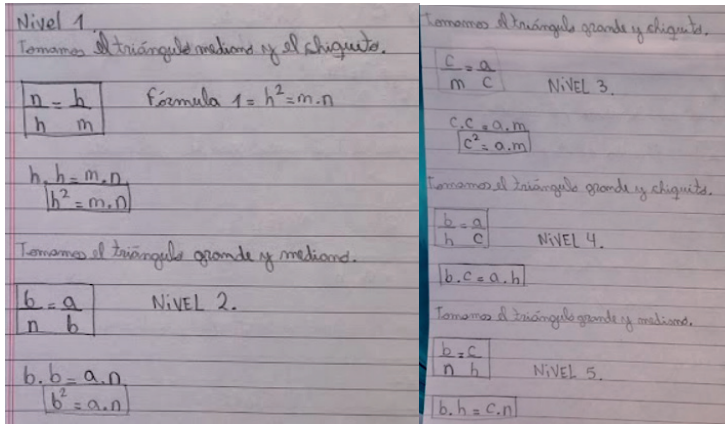 Nivel 1
Tomamos el triángulo mediano y el chiquito.
n = h
h m
Fórmula 1 = h² = m.n
h.h = m.n
h² = m.n
Tomamos el triángulo grande y mediano.
b = a
n b
NiVEL 2.
b.b = a.n
b² = a.n
Tomamos el triángulo grande y chiquito.
c = a
m c
NiVEL 3.
c.c = a.m
c² = a.m
Tomamos el triángulo grande y chiquito.
b = a
h c
NiVEL 4.
b.c = a.h
Tomamos el triángulo grande y mediano.
b = c
n h
NiVEL 5.
b.h = c.n